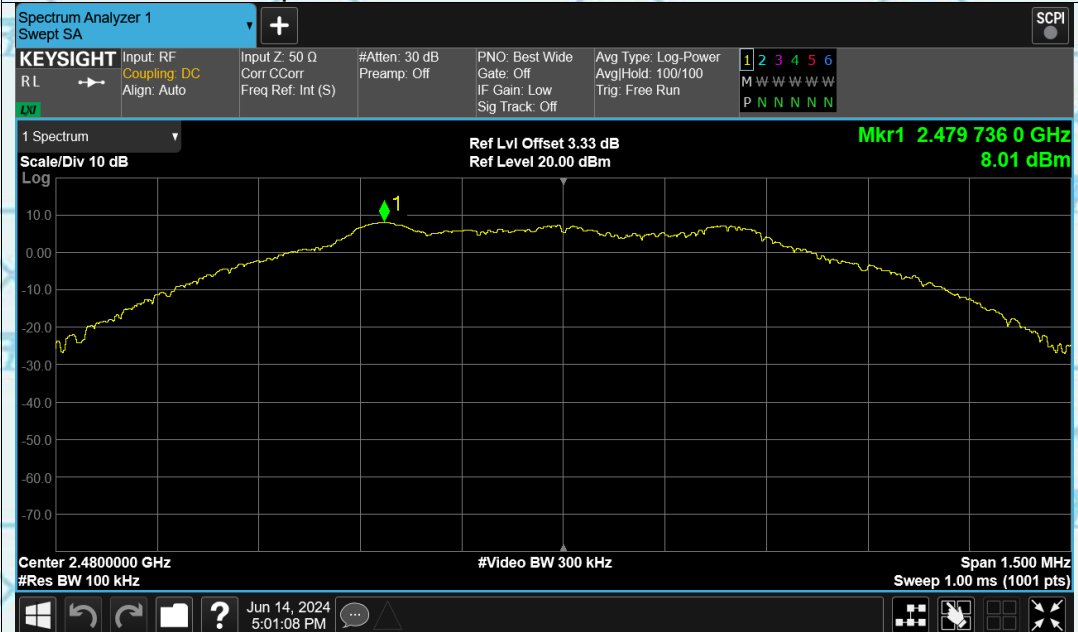 Spectrum Analyzer 1
Swept SA
+
SCPI
KEYSIGHT
R L
LXI
Input: RF
Coupling: DC
Align: Auto
Input Z: 50 Ω
Corr CCorr
Freq Ref: Int (S)
#Atten: 30 dB
Preamp: Off
PNO: Best Wide
Gate: Off
IF Gain: Low
Sig Track: Off
Avg Type: Log-Power
Avg|Hold: 100/100
Trig: Free Run
1 2 3 4 5 6
M W W W W W
P N N N N N
1 Spectrum
Scale/Div 10 dB
Log
Ref Lvl Offset 3.33 dB
Ref Level 20.00 dBm
Mkr1 2.479 736 0 GHz
8.01 dBm
1
10.0
0.00
-10.0
-20.0
-30.0
-40.0
-50.0
-60.0
-70.0
Center 2.4800000 GHz
#Res BW 100 kHz
#Video BW 300 kHz
Span 1.500 MHz
Sweep 1.00 ms (1001 pts)
?
Jun 14, 2024
5:01:08 PM